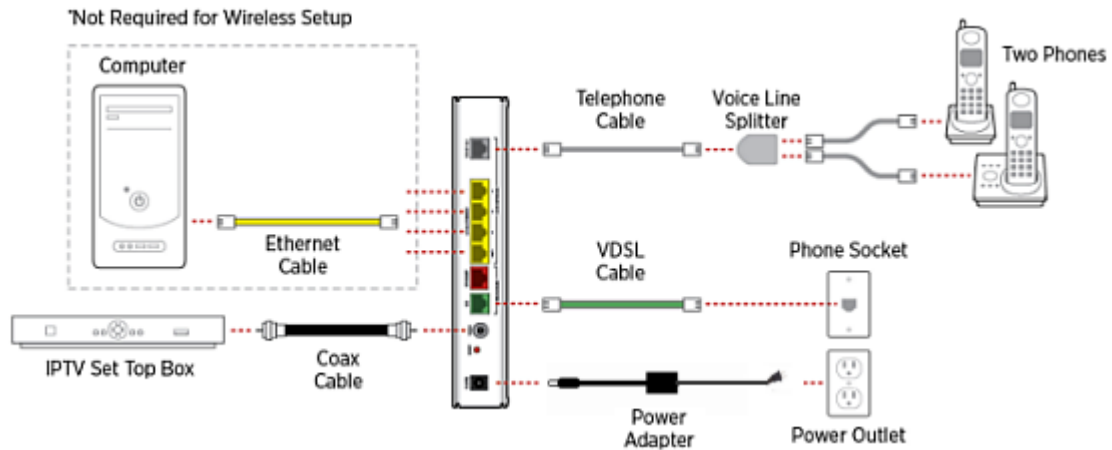 *Not Required for Wireless Setup
Computer
Ethernet
Cable
IPTV Set Top Box
Coax
Cable
Telephone
Cable
Voice Line
Splitter
Two Phones
VDSL
Cable
Phone Socket
Power
Adapter
Power Outlet